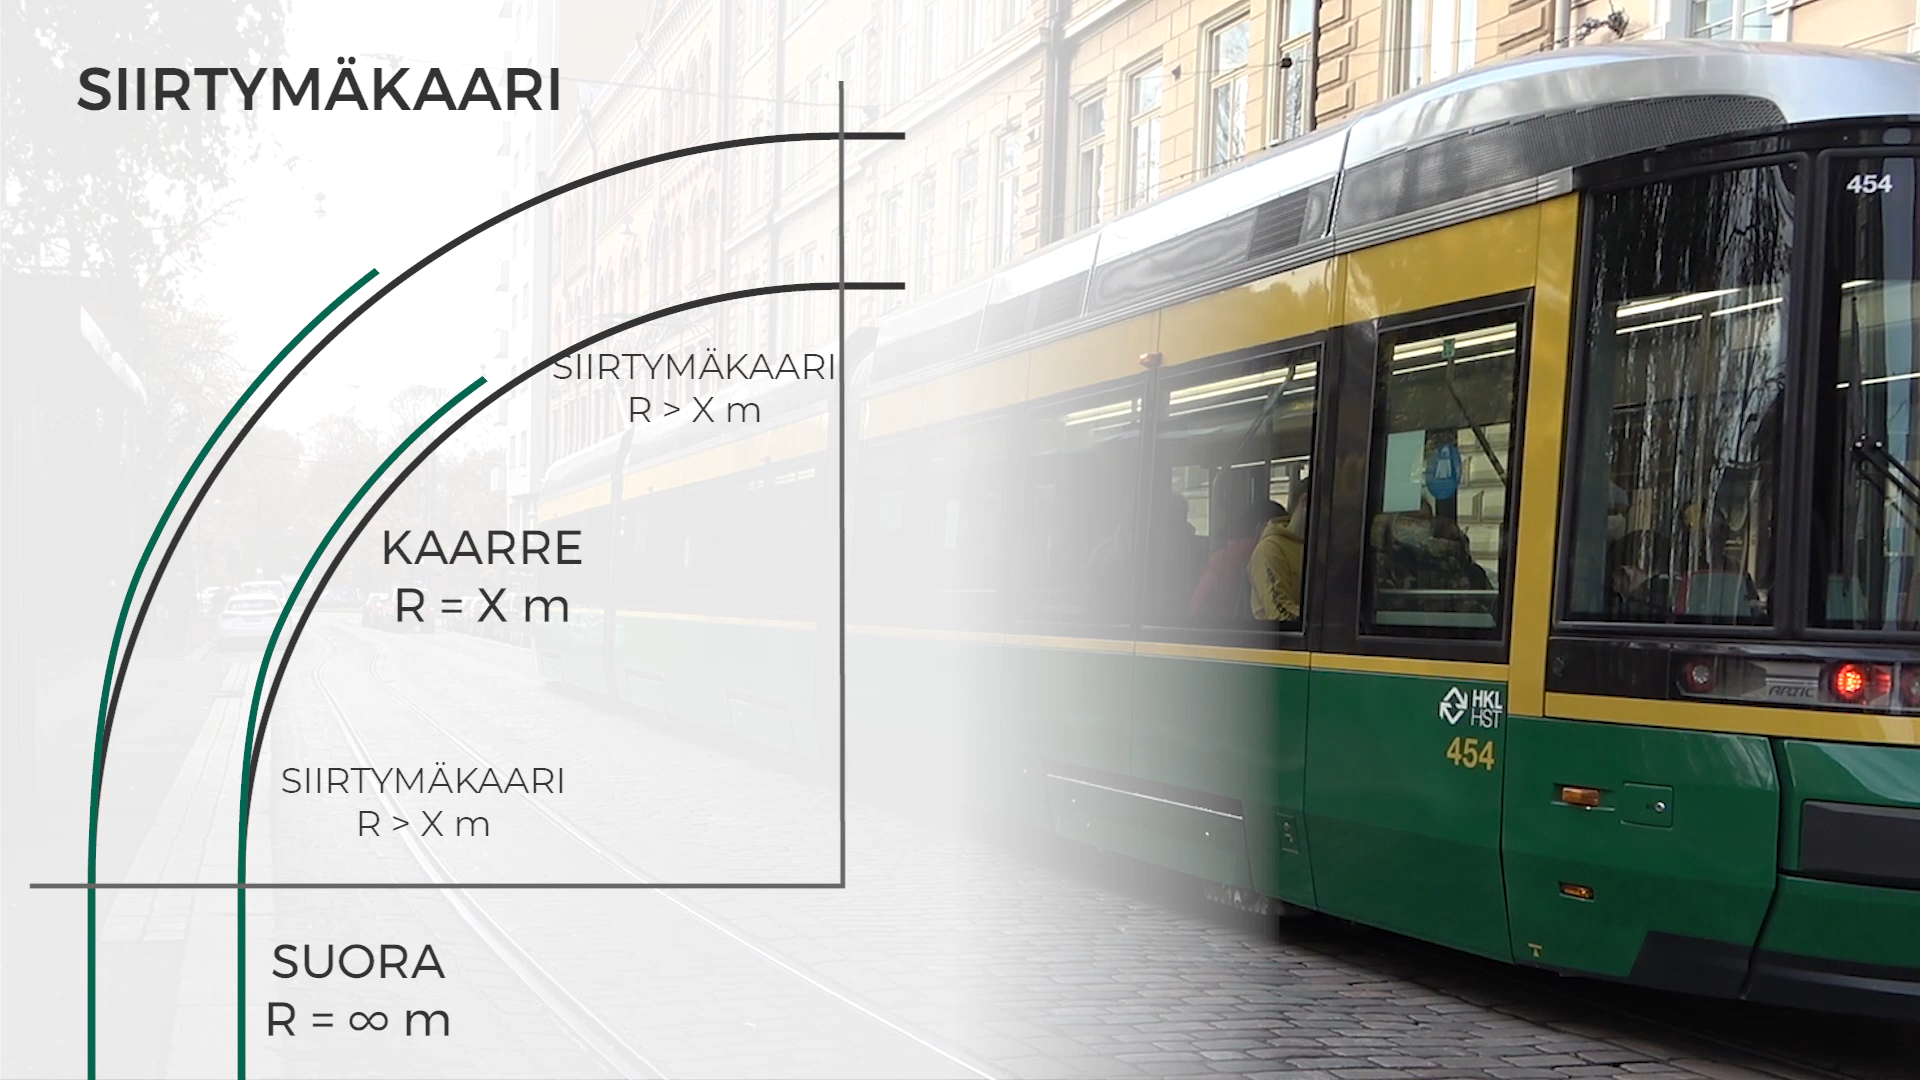 SIIRTYMÄKAARI
SIIRTYMÄKAARI
R > X m
KAARRE
R = X m
SIIRTYMÄKAARI
R > X m
SUORA
R = ∞ m
454
ARTIC
HKL
HST
454